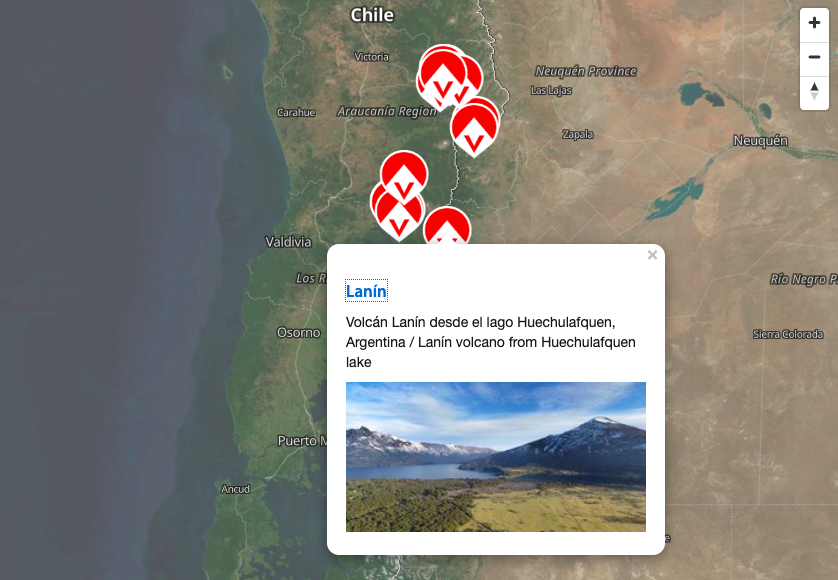 Chile
Victoria
Neuquén Province
Las Lajas
Carahue
Araucanía Region
Zapala
Neuquén
V
V
V
V
V
Valdivia
Los R
Río Negro P
Osorno
Sierra Colorada
Puerto M
Ancud
+
−
×
Lanín
Volcán Lanín desde el lago Huechulafquen,
Argentina / Lanín volcano from Huechulafquen
lake